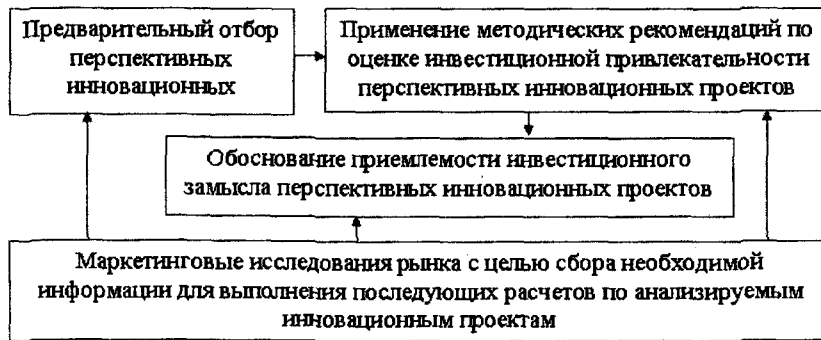 Предварительный отбор
перспективных
инновационных
Применение методических рекомендаций по
оценке инвестиционной привлекательности
перспективных инновационных проектов
Обоснование приемлемости инвестиционного
замысла перспективных инновационных проектов
Маркетинговые исследования рынка с целью сбора необходимой
информации для выполнения последующих расчетов по анализируемым
инновационным проектам